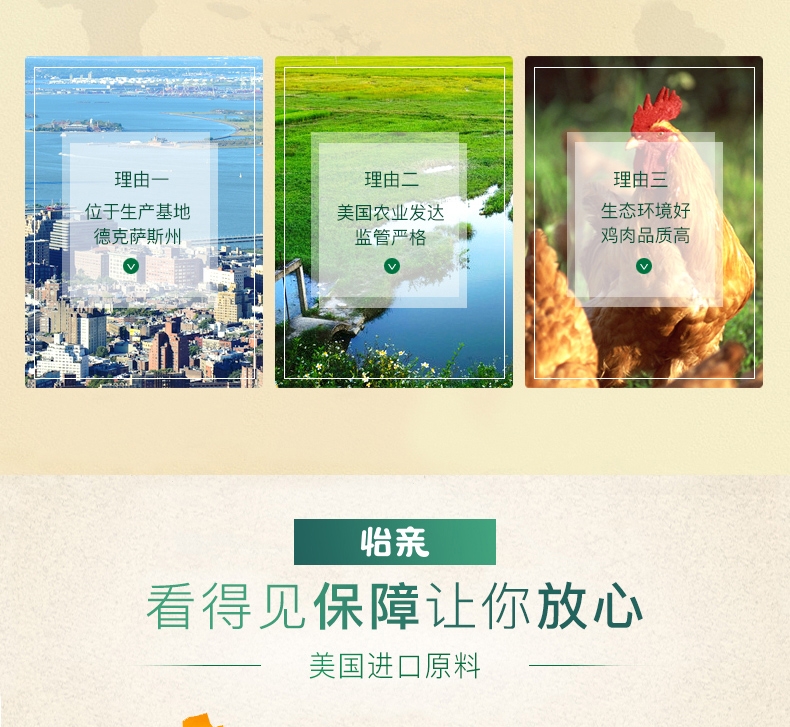 理由一
位于生产基地
德克萨斯州
理由二
美国农业发达
监管严格
理由三
生态环境好
鸡肉品质高
怡亲
看得见保障让你放心
美国进口原料